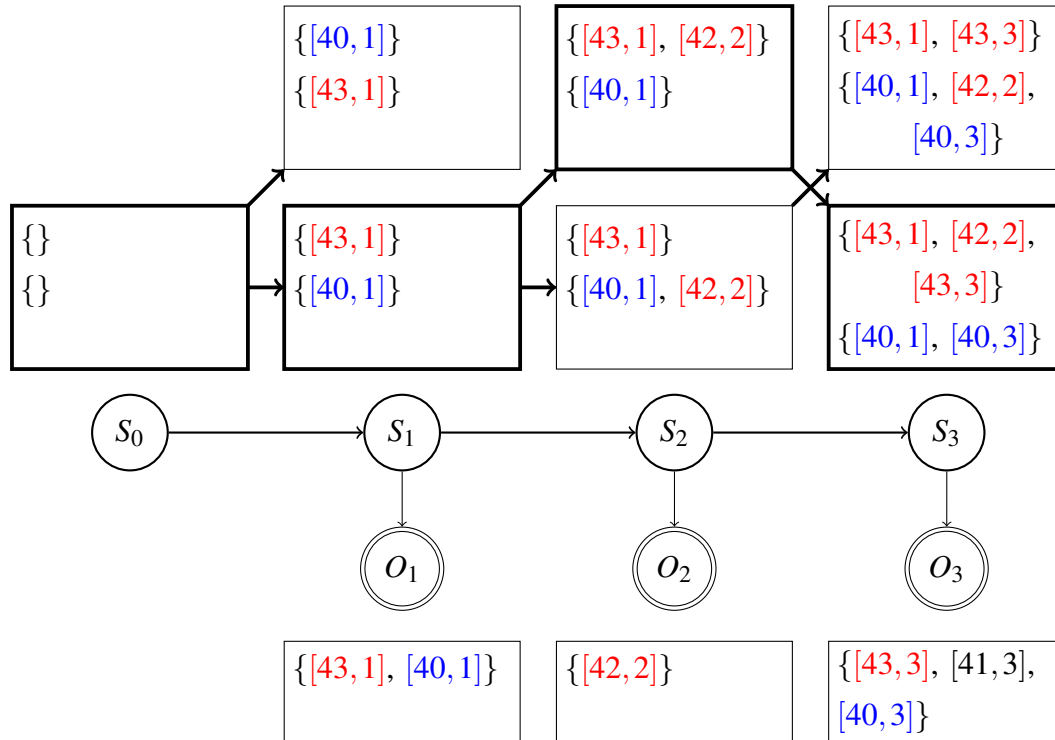 {[40, 1]}
{[43, 1]}
{[43, 1], [42, 2]}
{[40, 1]}
{[43, 1], [43, 3]}
{[40, 1], [42, 2],
[40, 3]}
{}
{}
{[43, 1]}
{[40, 1]}
{[43, 1]}
{[40, 1], [42, 2]}
{[43, 1], [42, 2],
[43, 3]}
{[40, 1], [40, 3]}
S0
S1
S2
S3
O1
O2
O3
{[43, 1], [40, 1]}
{[42, 2]}
{[43, 3], [41, 3],
[40, 3]}